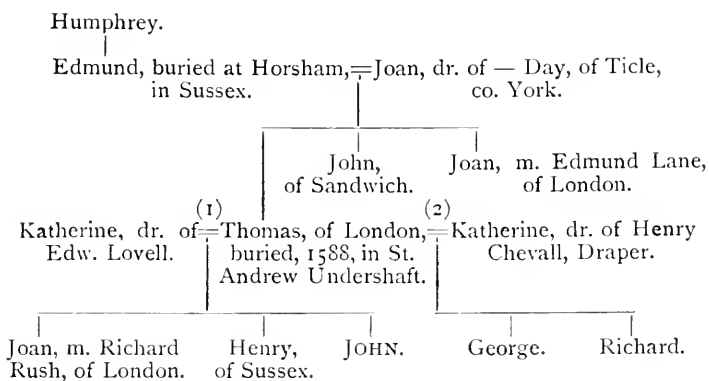 Humphrey.
Edmund, buried at Horsham,=Joan, dr. of — Day, of Ticle,
in Sussex. co. York.
John, Joan, m. Edmund Lane,
of Sandwich. of London.
(1) (2)
Katherine, dr. of=Thomas, of London,=Katherine, dr. of Henry
Edw. Lovell. buried, 1588, in St. Chevall, Draper.
Andrew Undershaft.
Joan, m. Richard Henry, JOHN. George. Richard.
Rush, of London. of Sussex.